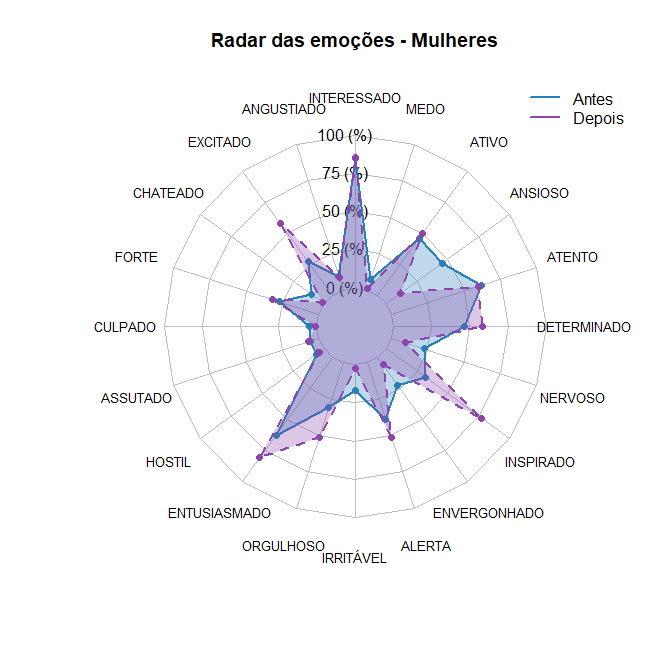 Radar das emoções - Mulheres
Antes
Depois
INTERESSADO
ANGUSTIADO
MEDO
EXCITADO
ATIVO
CHATEADO
ANSIOSO
FORTE
ATENTO
CULPADO
DETERMINADO
ASSUTADO
NERVOSO
HOSTIL
INSPIRADO
ENTUSIASMADO
ENVERGONHADO
ORGULHOSO
ALERTA
IRRITÁVEL
100 (%)
75 (%)
50 (%)
25 (%)
0 (%)